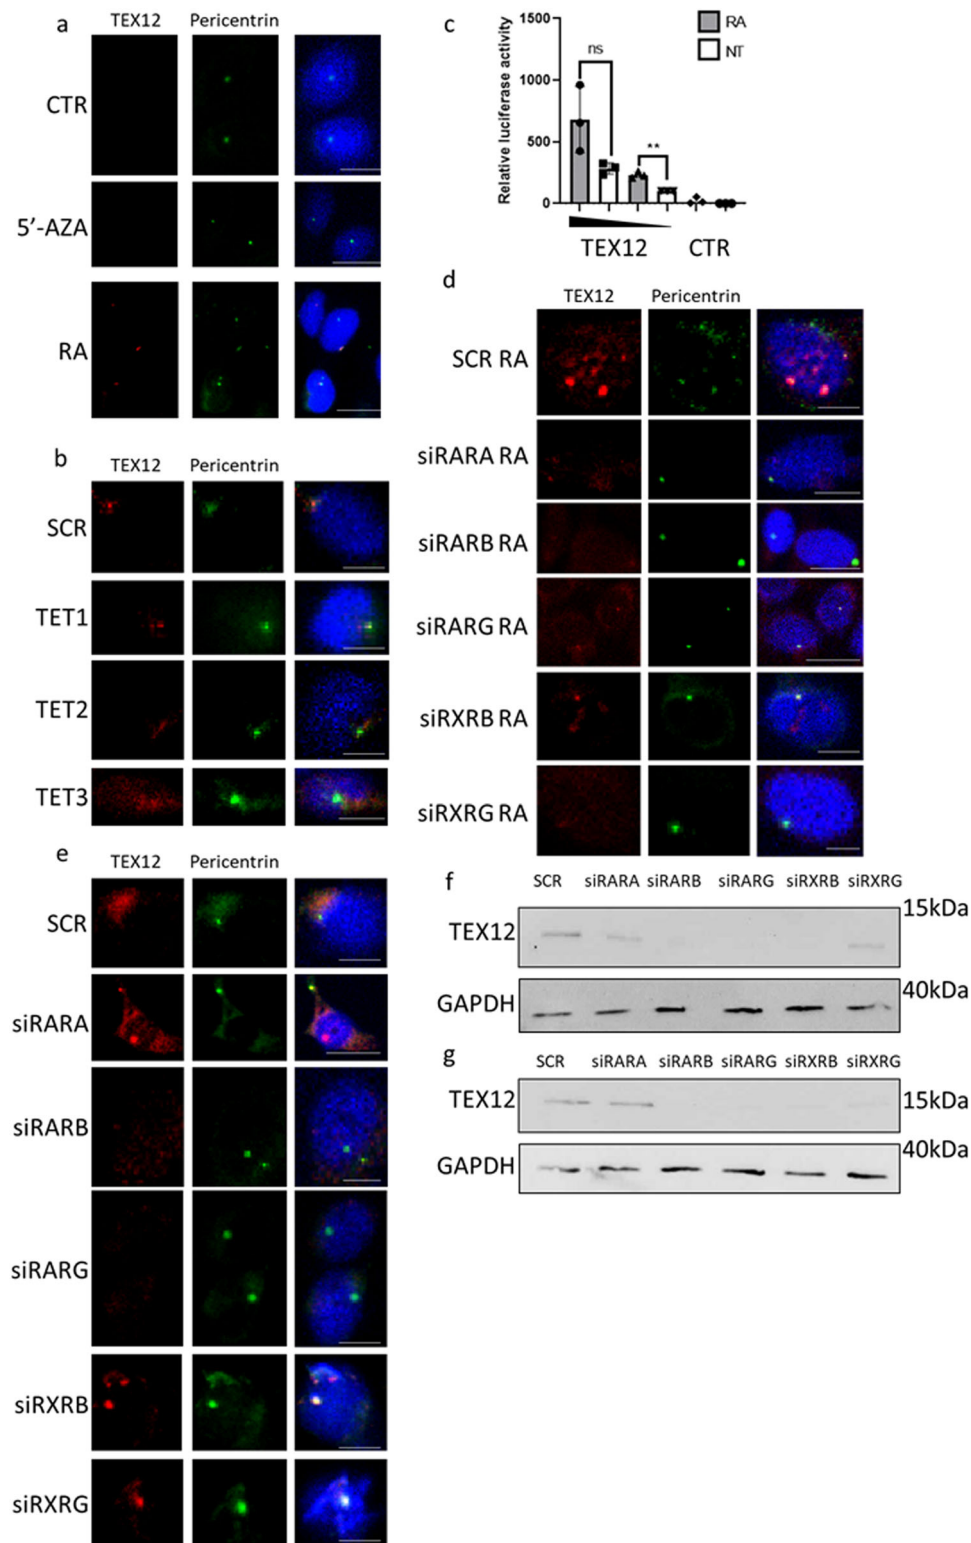 a
TEX12 Pericentrin
CTR
5'-AZA
RA
b
TEX12 Pericentrin
SCR
TET1
TET2
TET3
c
Relative luciferase activity
1500
1000
500
0
ns
**
RA
NT
TEX12 CTR
d
TEX12 Pericentrin
SCR RA
siRARA RA
siRARB RA
siRARG RA
siRXRB RA
siRXRG RA
e
TEX12 Pericentrin
SCR
siRARA
siRARB
siRARG
siRXRB
siRXRG
f
SCR siRARA siRARB siRARG siRXRB siRXRG
TEX12 15kDa
GAPDH 40kDa
g
SCR siRARA siRARB siRARG siRXRB siRXRG
TEX12 15kDa
GAPDH 40kDa